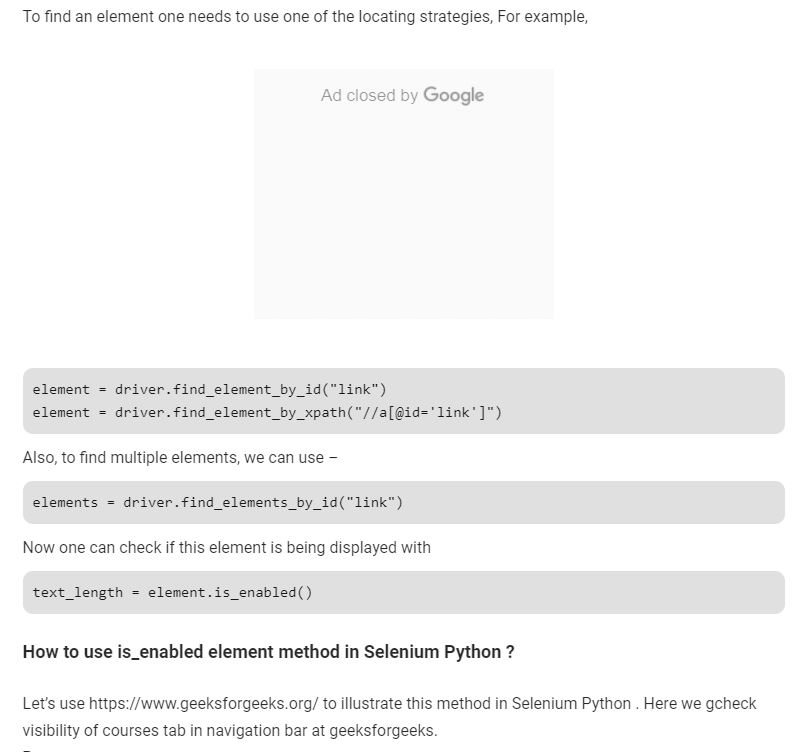 To find an element one needs to use one of the locating strategies, For example,
Ad closed by Google
element = driver.find_element_by_id("link")
element = driver.find_element_by_xpath("//a[@id='link']")
Also, to find multiple elements, we can use –
elements = driver.find_elements_by_id("link")
Now one can check if this element is being displayed with
text_length = element.is_enabled()
How to use is_enabled element method in Selenium Python ?
Let's use https://www.geeksforgeeks.org/ to illustrate this method in Selenium Python . Here we gcheck
visibility of courses tab in navigation bar at geeksforgeeks.